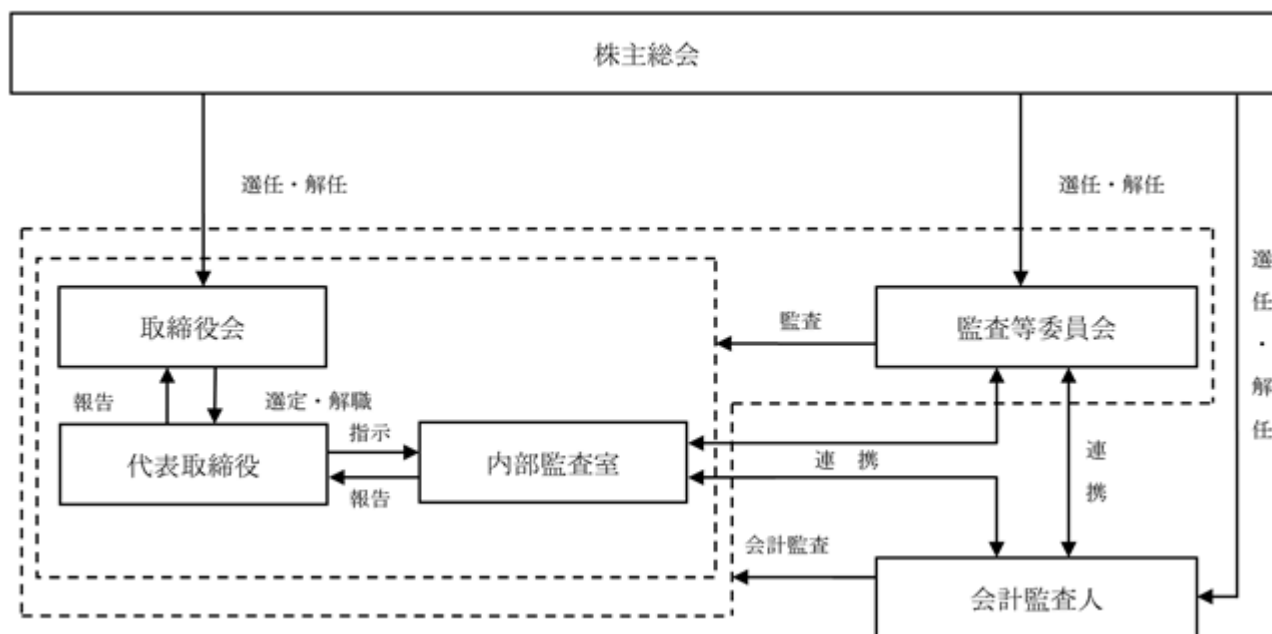 株主総会
選任・解任
選任・解任
選任・解任
取締役会
監査
監査等委員会
報告
選定・解職
指示
代表取締役
内部監査室
報告
連 携
連携
会計監査
会計監査人